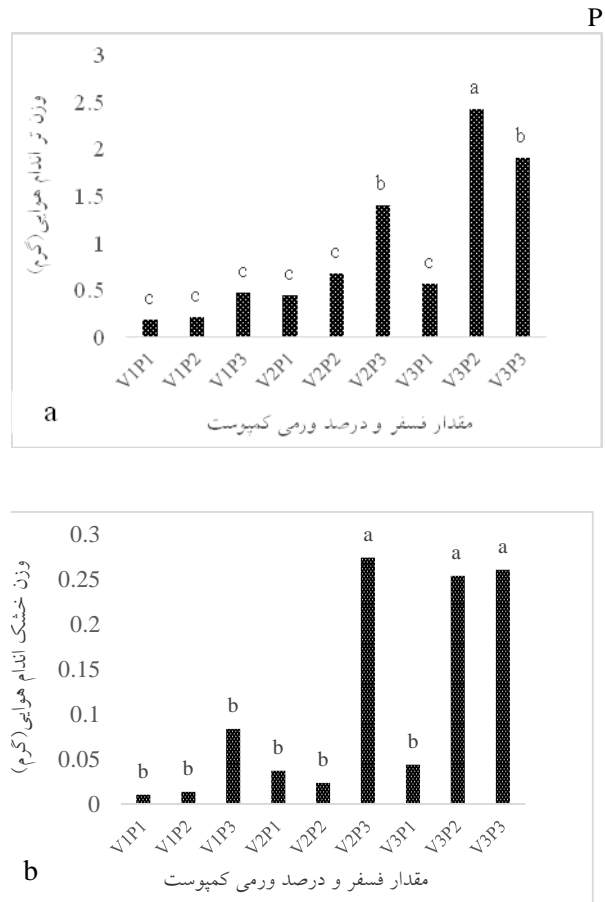 P
3
2.5
2
1.5
1
0.5
0
وزن تر اندام هوایی(گرم)
c
c
c
c
c
b
c
a
b
V1P1
V1P2
V1P3
V2P1
V2P2
V2P3
V3P1
V3P2
V3P3
a
مقدار فسفر و درصد ورمی کمپوست
0.3
0.25
0.2
0.15
0.1
0.05
0
وزن خشک اندام هوایی(گرم)
b
b
b
b
b
a
b
a
a
V1P1
V1P2
V1P3
V2P1
V2P2
V2P3
V3P1
V3P2
V3P3
b
مقدار فسفر و درصد ورمی کمپوست